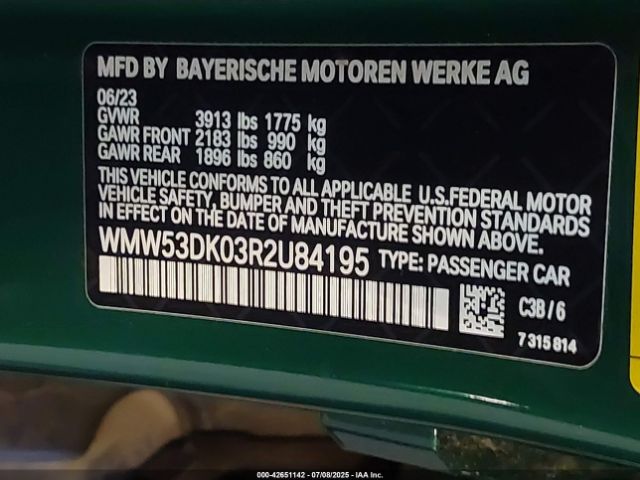 MFD BY BAYERISCHE MOTOREN WERKE AG
06/23
GVWR 3913 lbs 1775 kg
GAWR FRONT 2183 lbs 990 kg
GAWR REAR 1896 lbs 860 kg
THIS VEHICLE CONFORMS TO ALL APPLICABLE U.S.FEDERAL MOTOR
VEHICLE SAFETY, BUMPER AND THEFT PREVENTION STANDARDS
IN EFFECT ON THE DATE OF MANUFACTURE SHOWN ABOVE.
WMW53DK03R2U84195 TYPE: PASSENGER CAR
C3B/6
7315814
000-42651142 - 07/08/2025 - IAA Inc.